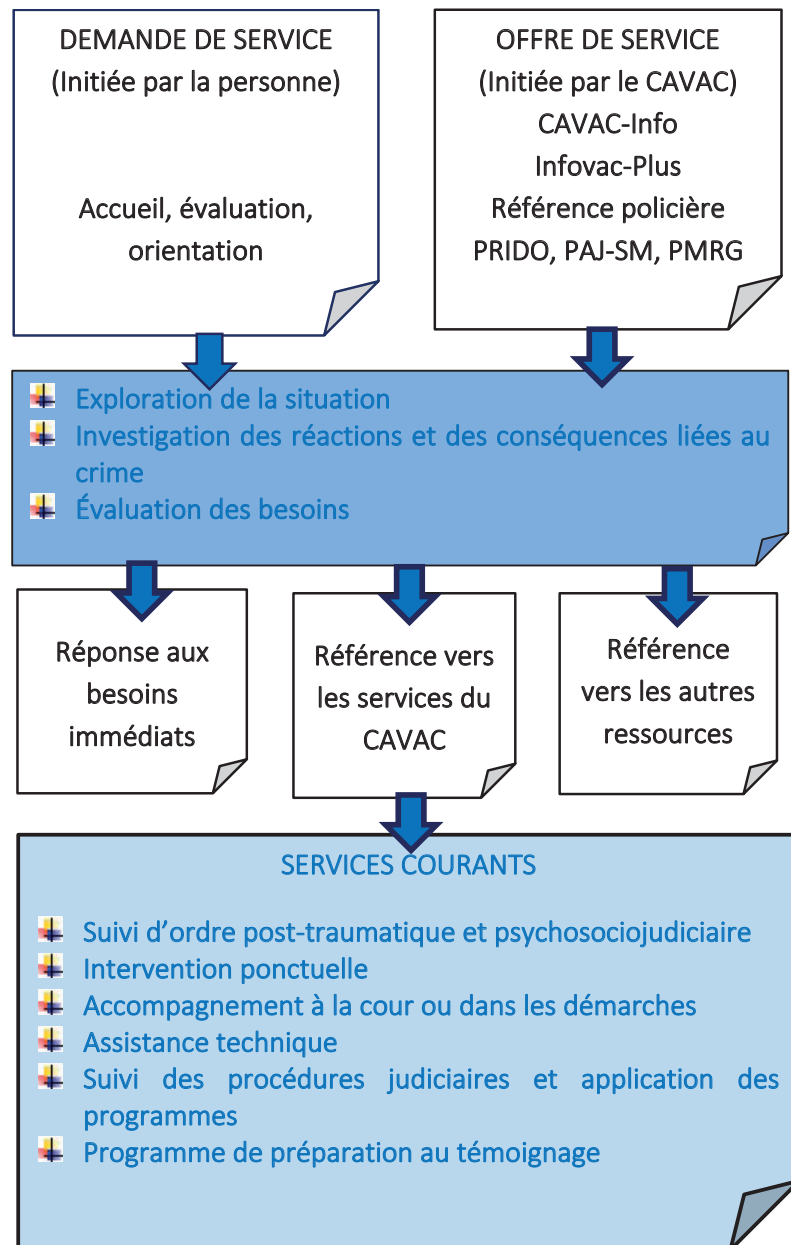 DEMANDE DE SERVICE
(Initiée par la personne)
Accueil, évaluation,
orientation
OFFRE DE SERVICE
(Initiée par le CAVAC)
CAVAC-Info
Infovac-Plus
Référence policière
PRIDO, PAJ-SM, PMRG
Exploration de la situation
Investigation des réactions et des conséquences liées au
crime
Évaluation des besoins
Réponse aux
besoins
immédiats
Référence vers
les services du
CAVAC
Référence
vers les autres
ressources
SERVICES COURANTS
Suivi d'ordre post-traumatique et psychosociojudiciaire
Intervention ponctuelle
Accompagnement à la cour ou dans les démarches
Assistance technique
Suivi des procédures judiciaires et application des
programmes
Programme de préparation au témoignage